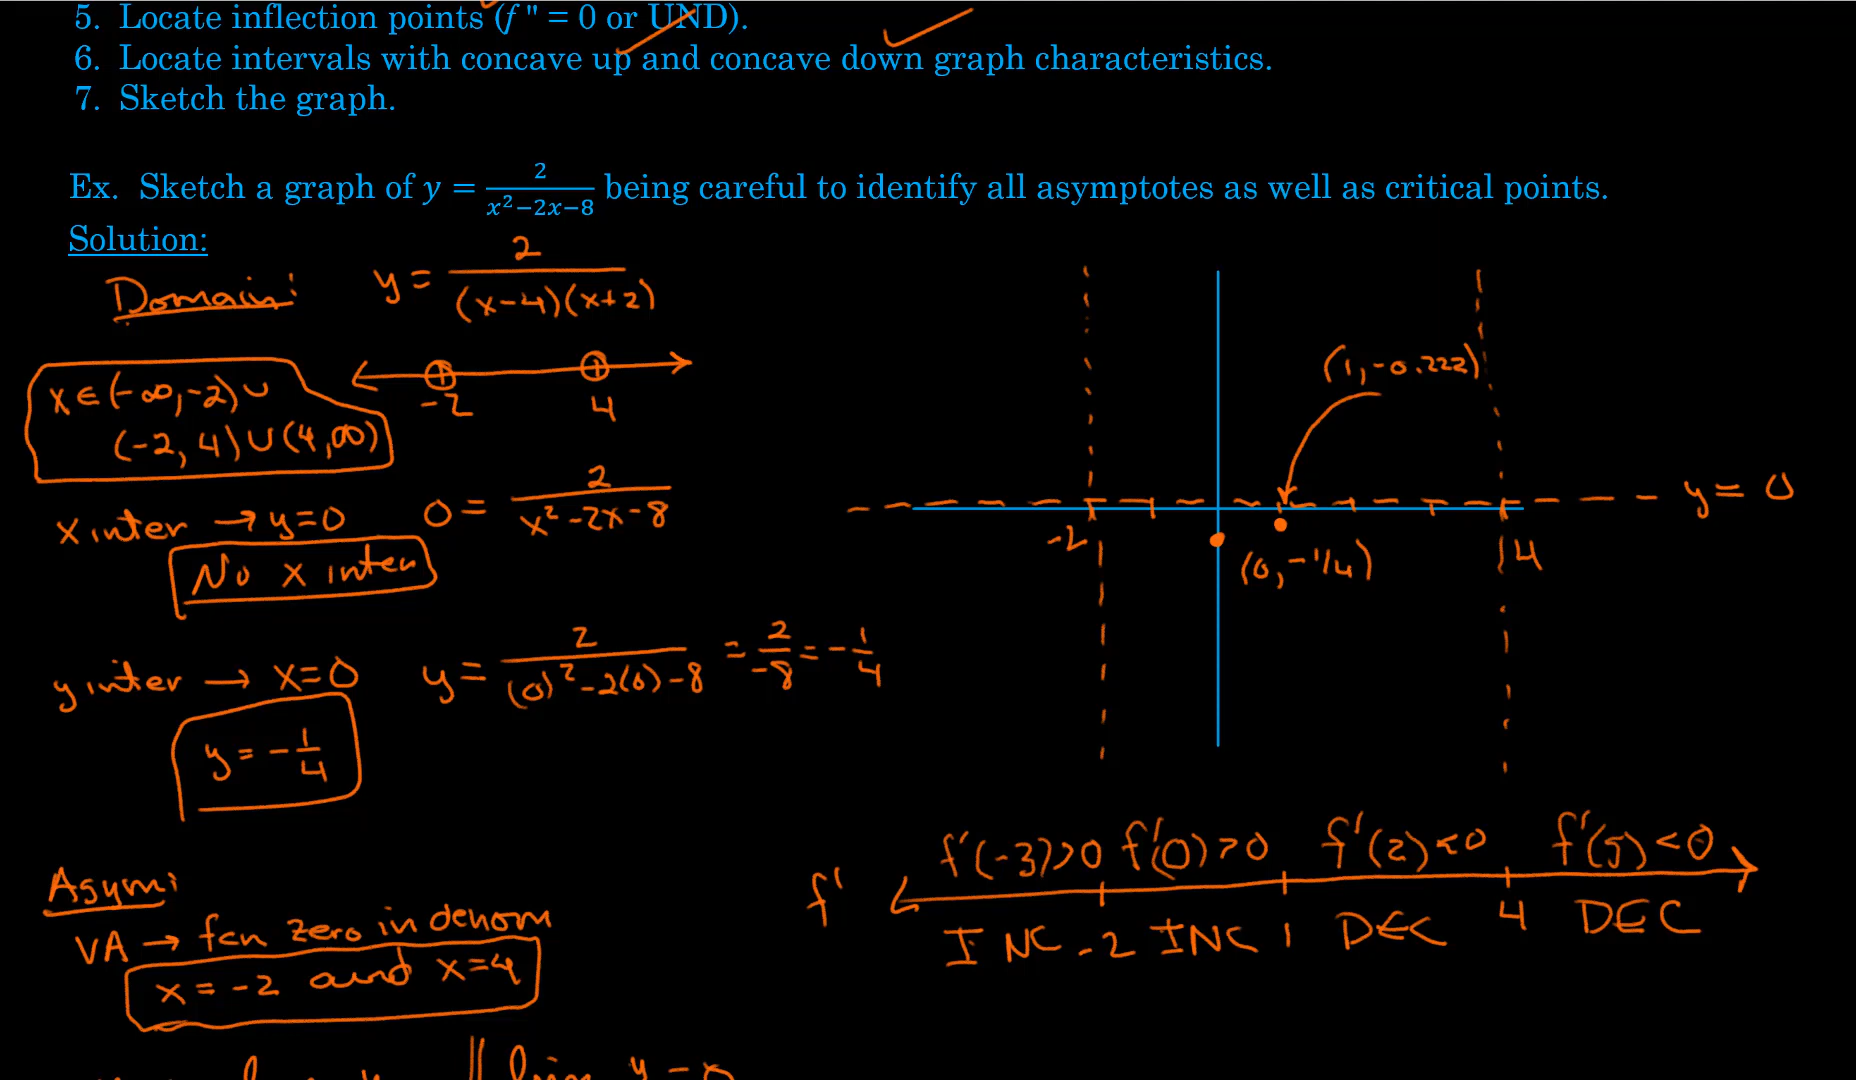 5. Locate inflection points (f " = 0 or UND).
6. Locate intervals with concave up and concave down graph characteristics.
7. Sketch the graph.
Ex. Sketch a graph of y = 2/(x²−2x−8) being careful to identify all asymptotes as well as critical points.
Solution:
Domain: y = 2/((x-4)(x+2))
x ∈ (-∞,-2) ∪
(-2,4) ∪ (4,∞)
-2 4
x inter → y=0 0 = 2/(x²-2x-8)
No x inter
y inter → x=0 y = 2/((0)²-2(0)-8) = 2/-8 = -1/4
y = -1/4
Asym:
VA → fcn zero in denom
x = -2 and x=4
lim y = 0
(1,-0.222)
y = 0
-2 (0,-1/4) 4
f'(-3)>0 f'(0)>0 f'(2)<0 f'(5)<0
f'
INC -2 INC 1 DEC 4 DEC